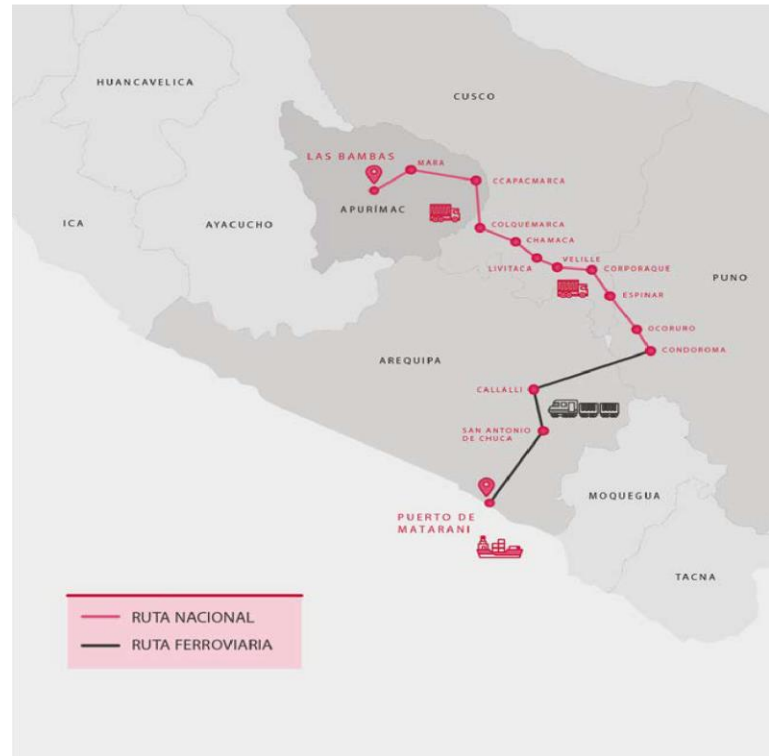 HUANCAVELICA
CUSCO
LAS BAMBAS
MARA
CCAPACMARCA
APURÍMAC
ICA
AYACUCHO
COLQUEMARCA
CHAMACA
LIVITACA
VELILLE
CORPORAQUE
PUNO
ESPINAR
OCORURO
CONDOROMA
AREQUIPA
CALLALLI
SAN ANTONIO
DE CHUCA
MOQUEGUA
PUERTO DE
MATARANI
TACNA
RUTA NACIONAL
RUTA FERROVIARIA